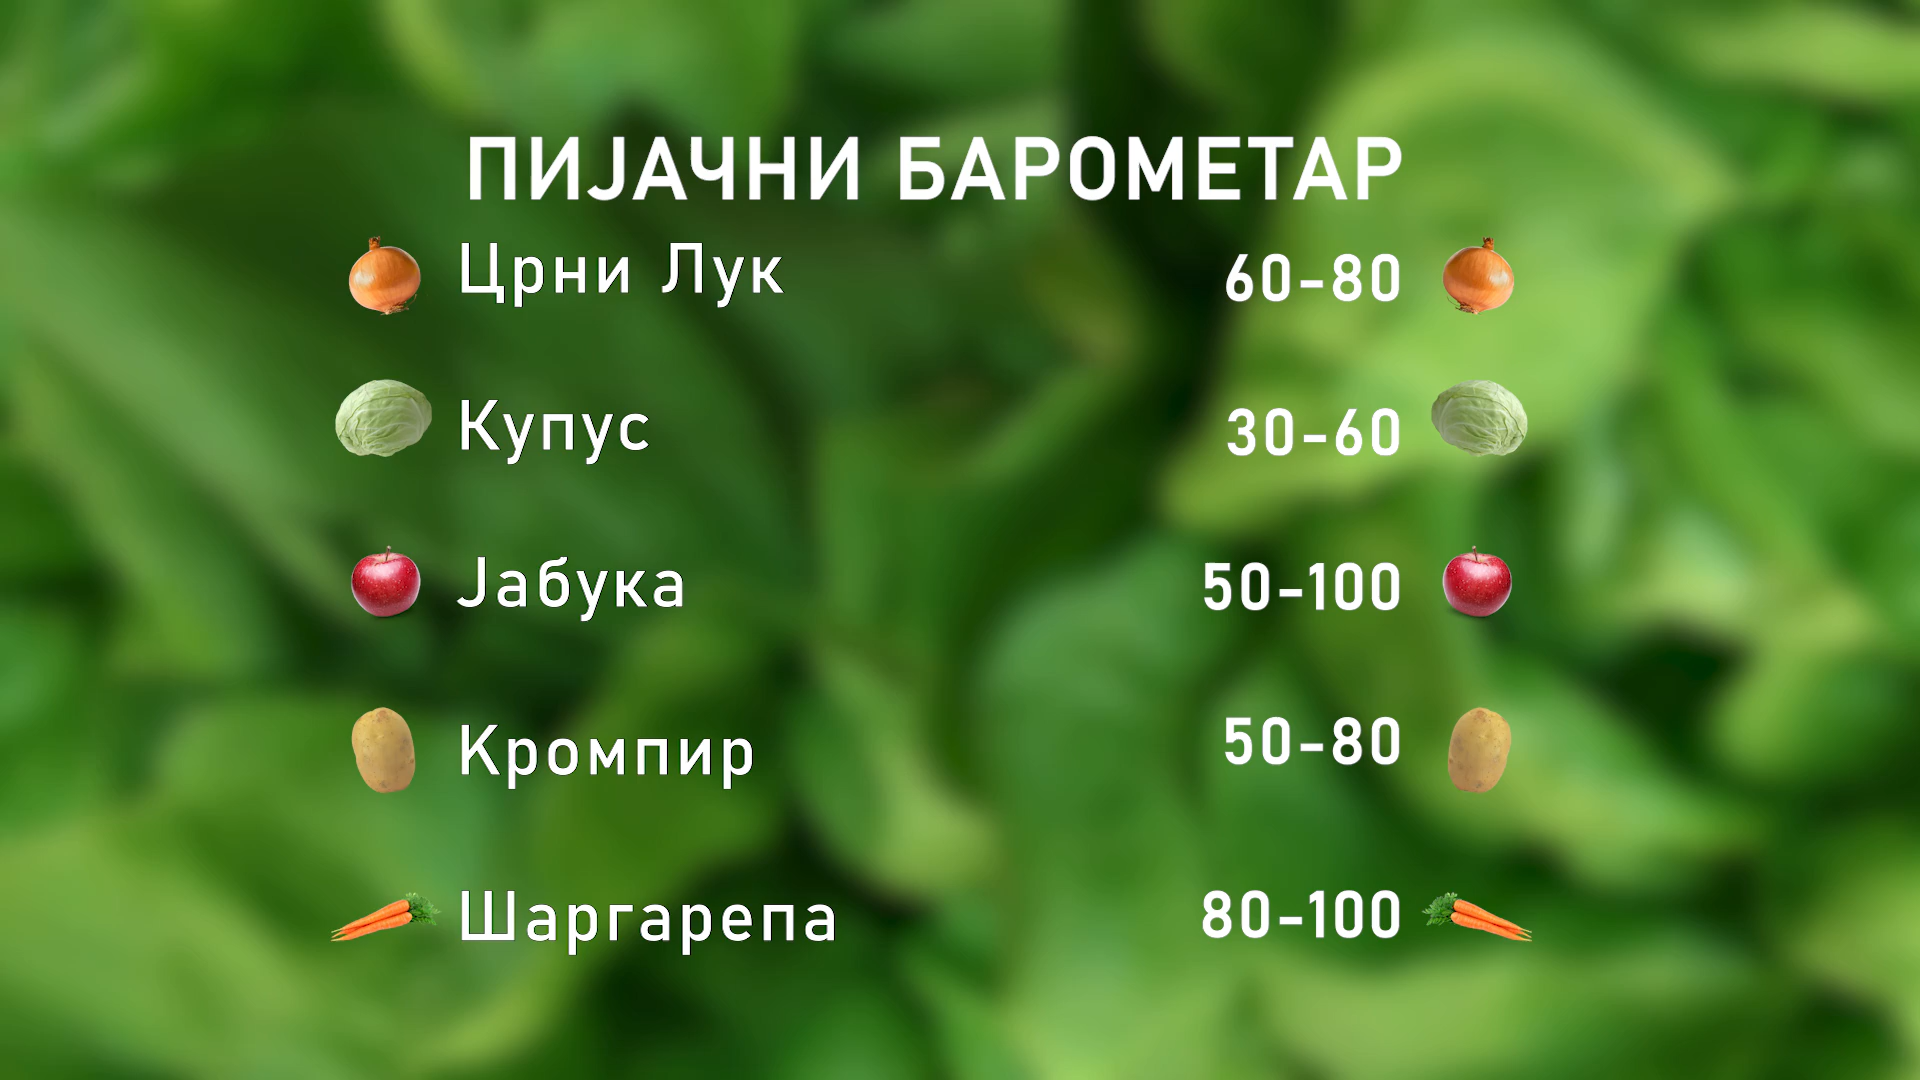 ПИЈАЧНИ БАРОМЕТАР
Црни Лук 60-80
Купус 30-60
Јабука 50-100
Кромпир 50-80
Шаргарепа 80-100